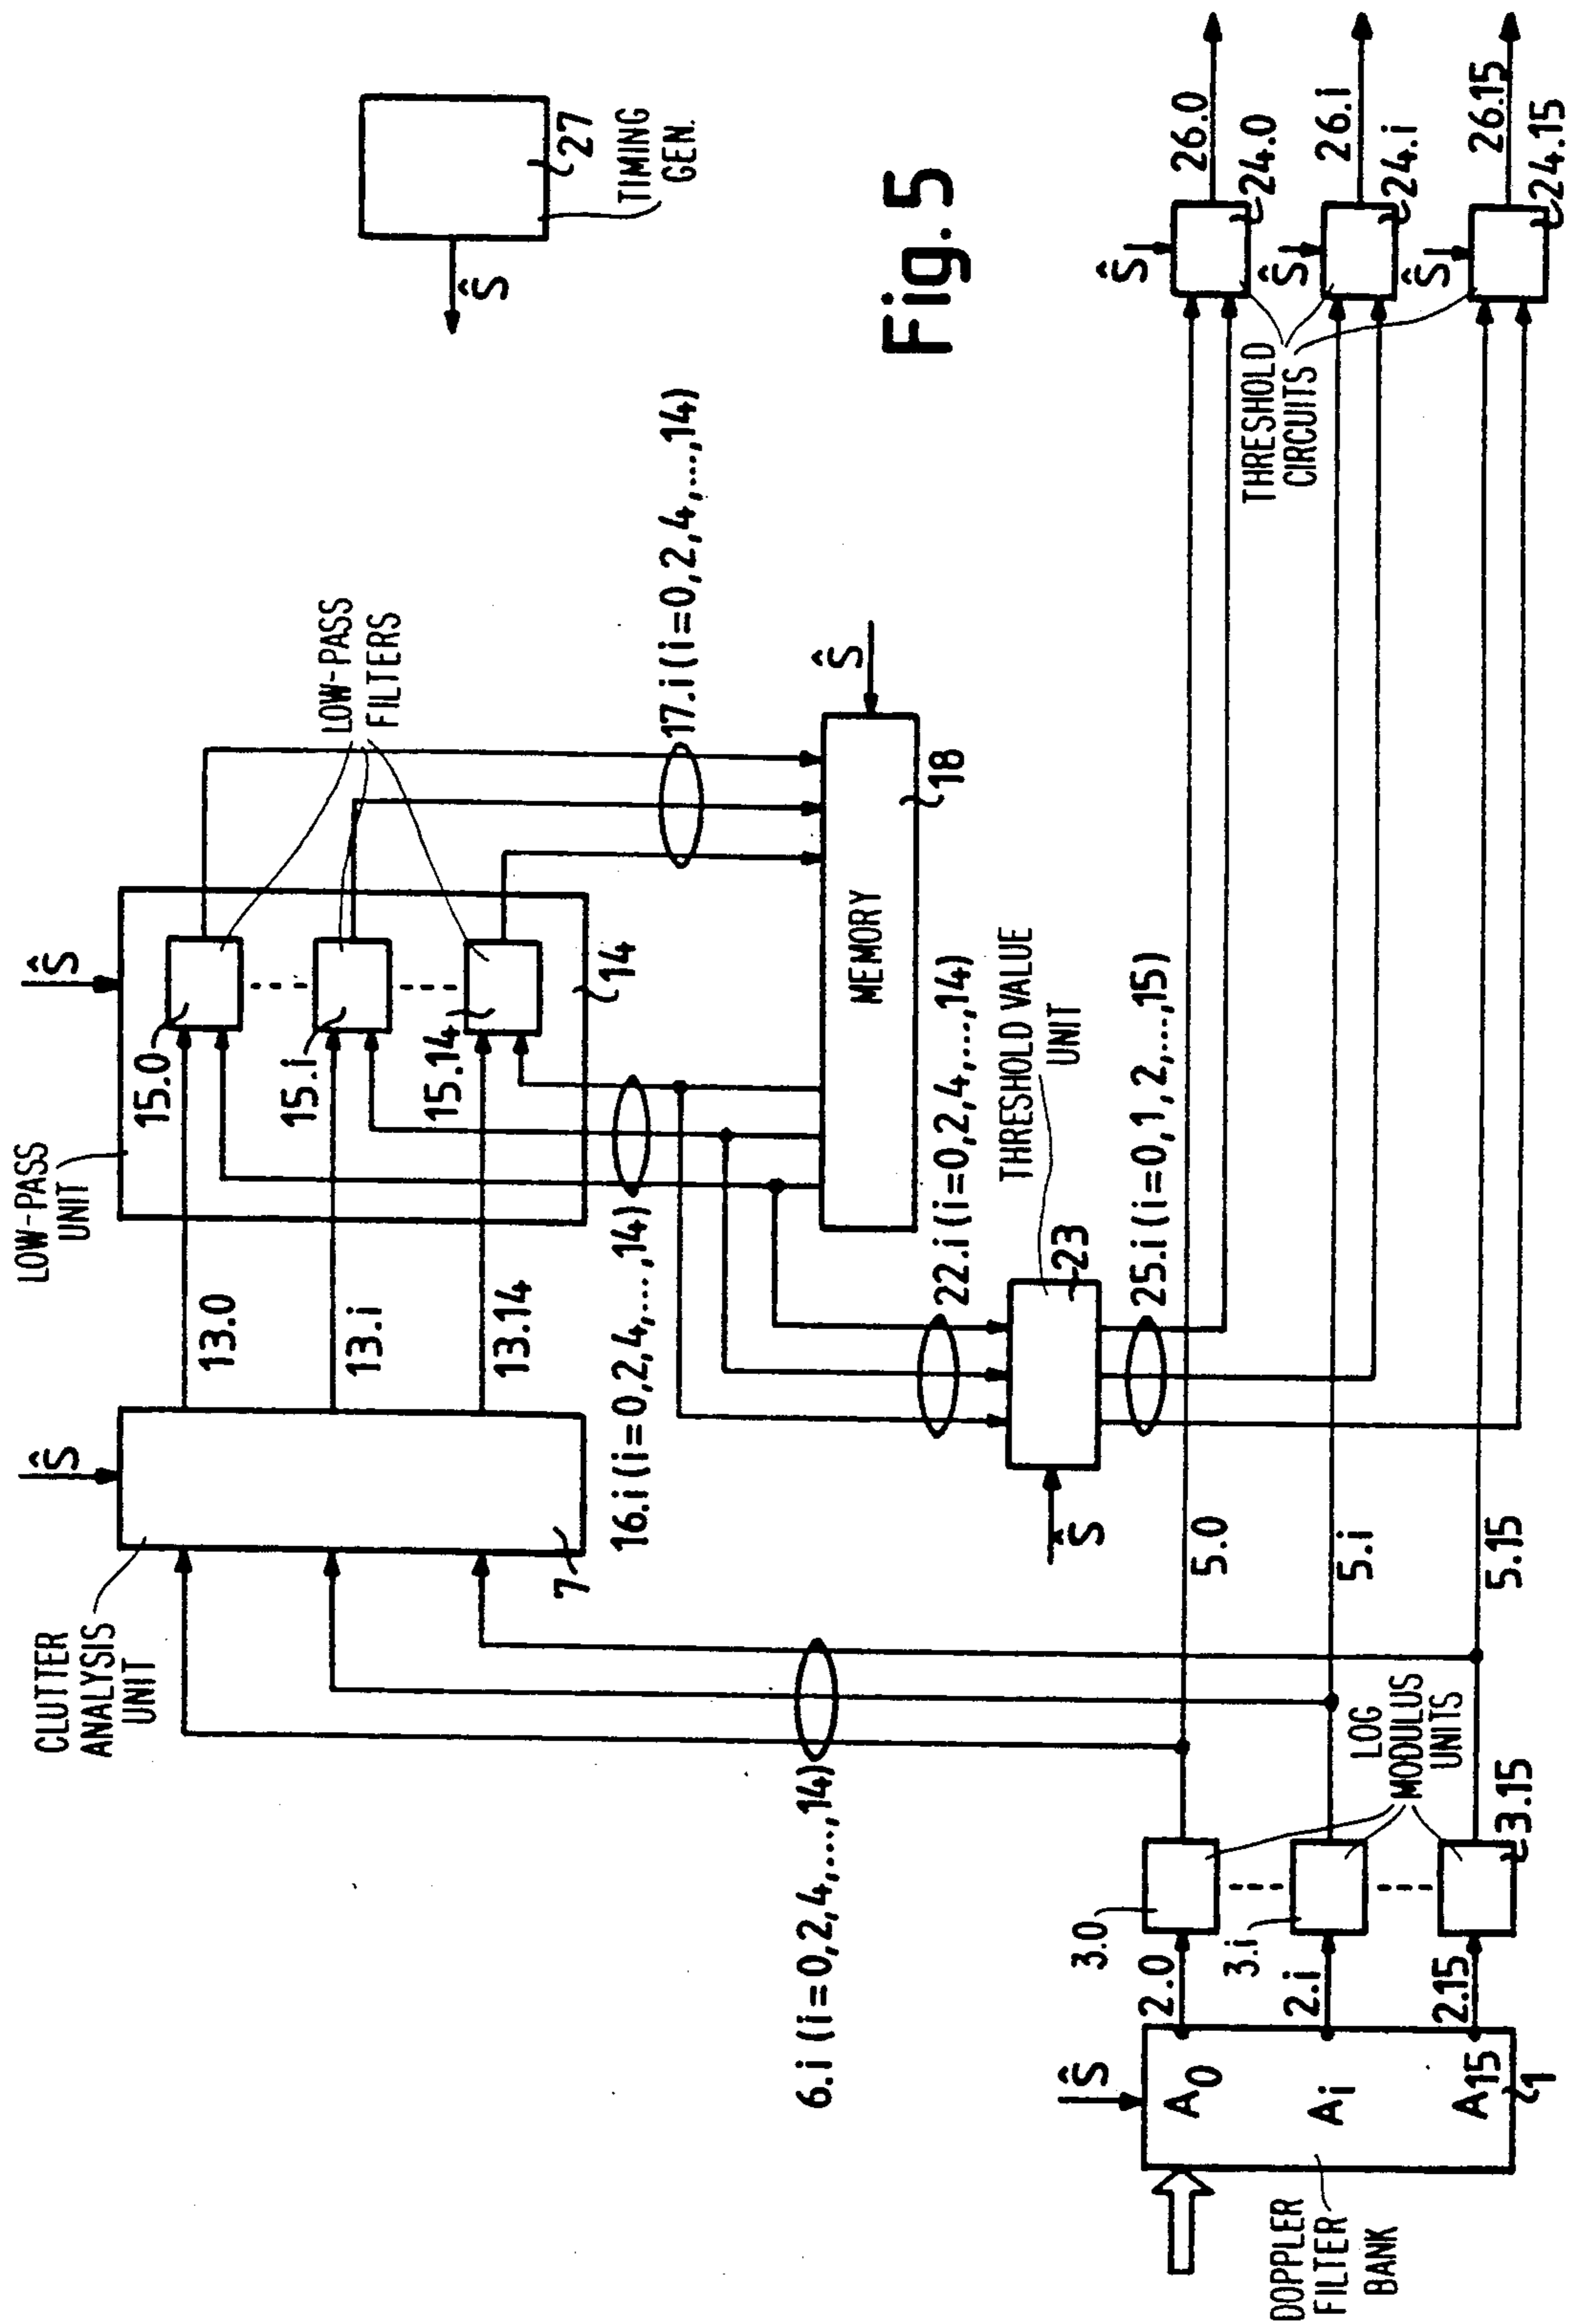 CLUTTER
ANALYSIS
UNIT
Ŝ
7
13.0
13.i
13.14
LOW-PASS
UNIT
Ŝ
15.0
15.i
15.14
14
LOW-PASS
FILTERS
Ŝ
27
TIMING
GEN.
6.i (i=0,2,4,...,14)
16.i (i=0,2,4,...,14)
17.i (i=0,2,4,...,14)
MEMORY
18
Ŝ
22.i (i=0,2,4,...,14)
THRESHOLD VALUE
UNIT
23
Ŝ
25.i (i=0,1,2,...,15)
Fig. 5
DOPPLER
FILTER
BANK
Ŝ
A0
Ai
A15
1
2.0
2.i
2.15
3.0
3.i
3.15
LOG
MODULUS
UNITS
5.0
5.i
5.15
THRESHOLD
CIRCUITS
Ŝ
Ŝ
Ŝ
24.0
24.i
24.15
26.0
26.i
26.15